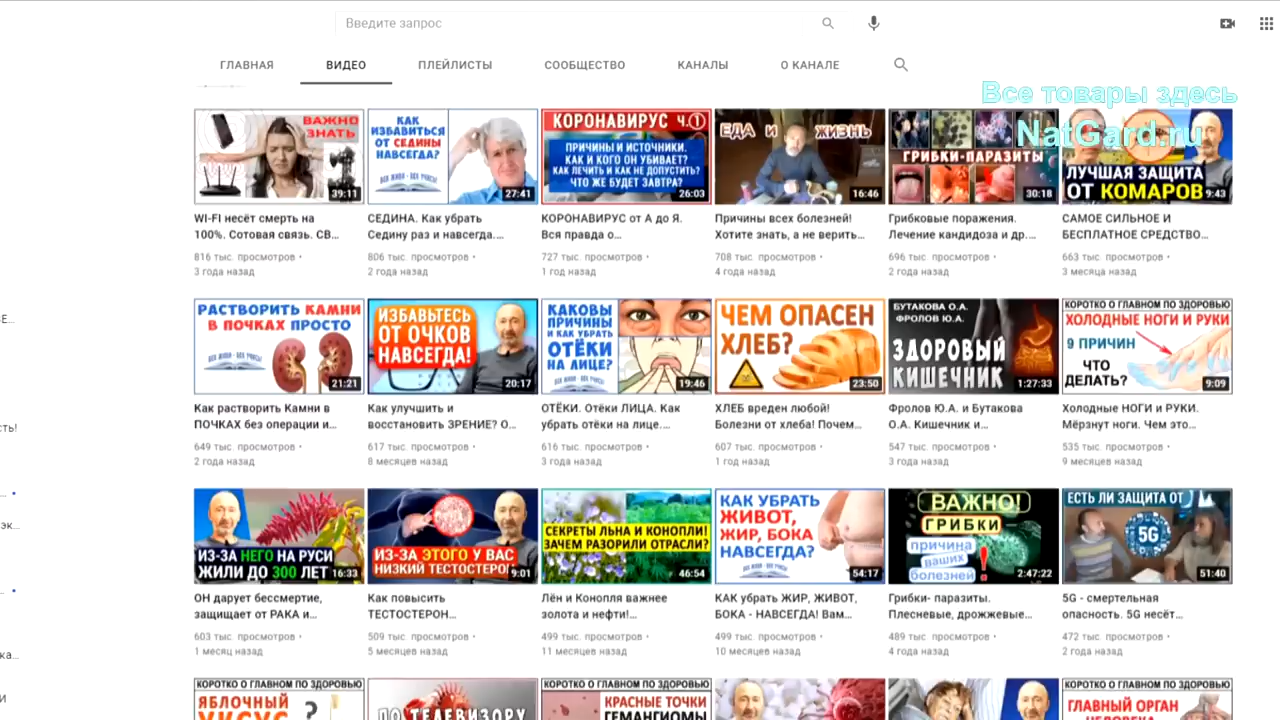 Введите запрос
ГЛАВНАЯ ВИДЕО ПЛЕЙЛИСТЫ СООБЩЕСТВО КАНАЛЫ О КАНАЛЕ
Все товары здесь
NatGard.ru
ВАЖНО
ЗНАТЬ
39:11
КАК
ИЗБАВИТЬСЯ
ОТ СЕДИНЫ
НАВСЕГДА?
27:41
КОРОНАВИРУС Ч.1
ПРИЧИНЫ И ИСТОЧНИКИ.
КАК И КОГО ОН УБИВАЕТ?
КАК ЛЕЧИТЬ И КАК НЕ ДОПУСТИТЬ?
ЧТО ЖЕ БУДЕТ ЗАВТРА?
26:03
ЕДА И ЖИЗНЬ
16:46
ГРИБКИ-ПАРАЗИТЫ
30:18
ЛУЧШАЯ ЗАЩИТА
ОТ КОМАРОВ
9:43
WI-FI несёт смерть на
100%. Сотовая связь. СВ...
816 тыс. просмотров •
3 года назад
СЕДИНА. Как убрать
Седину раз и навсегда....
806 тыс. просмотров •
2 года назад
КОРОНАВИРУС от А до Я.
Вся правда о...
727 тыс. просмотров •
1 год назад
Причины всех болезней!
Хотите знать, а не верить...
708 тыс. просмотров •
4 года назад
Грибковые поражения.
Лечение кандидоза и др....
696 тыс. просмотров •
2 года назад
САМОЕ СИЛЬНОЕ И
БЕСПЛАТНОЕ СРЕДСТВО...
663 тыс. просмотров •
3 месяца назад
РАСТВОРИТЬ КАМНИ
В ПОЧКАХ ПРОСТО
21:21
ИЗБАВЬТЕСЬ
ОТ ОЧКОВ
НАВСЕГДА!
20:17
КАКОВЫ
ПРИЧИНЫ
И КАК УБРАТЬ
ОТЁКИ
НА ЛИЦЕ?
19:46
ЧЕМ ОПАСЕН
ХЛЕБ?
23:50
БУТАКОВА О.А.
ФРОЛОВ Ю.А.
ЗДОРОВЫЙ
КИШЕЧНИК
1:27:33
КОРОТКО О ГЛАВНОМ ПО ЗДОРОВЬЮ
ХОЛОДНЫЕ НОГИ И РУКИ
9 ПРИЧИН
ЧТО
ДЕЛАТЬ?
9:09
Как растворить Камни в
ПОЧКАХ без операции и...
649 тыс. просмотров •
2 года назад
Как улучшить и
восстановить ЗРЕНИЕ? О...
617 тыс. просмотров •
8 месяцев назад
ОТЁКИ. Отёки ЛИЦА. Как
убрать отёки на лице....
616 тыс. просмотров •
3 года назад
ХЛЕБ вреден любой!
Болезни от хлеба! Почем...
607 тыс. просмотров •
1 год назад
Фролов Ю.А. и Бутакова
О.А. Кишечник и...
547 тыс. просмотров •
3 года назад
Холодные НОГИ и РУКИ.
Мёрзнут ноги. Чем это...
535 тыс. просмотров •
9 месяцев назад
ИЗ-ЗА НЕГО НА РУСИ
ЖИЛИ ДО 300 ЛЕТ
16:33
ИЗ-ЗА ЭТОГО У ВАС
НИЗКИЙ ТЕСТОСТЕРОН
9:01
СЕКРЕТЫ ЛЬНА И КОНОПЛИ!
ЗАЧЕМ РАЗОРИЛИ ОТРАСЛИ?
46:54
КАК УБРАТЬ
ЖИВОТ,
ЖИР, БОКА
НАВСЕГДА?
54:17
ВАЖНО!
ГРИБКИ
причина
ваших
болезней
!
2:47:22
ЕСТЬ ЛИ ЗАЩИТА ОТ
5G
51:40
ОН дарует бессмертие,
защищает от РАКА и...
603 тыс. просмотров •
1 месяц назад
Как повысить
ТЕСТОСТЕРОН...
509 тыс. просмотров •
5 месяцев назад
Лён и Конопля важнее
золота и нефти!...
499 тыс. просмотров •
11 месяцев назад
КАК убрать ЖИР, ЖИВОТ,
БОКА - НАВСЕГДА! Вам...
499 тыс. просмотров •
10 месяцев назад
Грибки- паразиты.
Плесневые, дрожжевые...
489 тыс. просмотров •
4 года назад
5G - смертельная
опасность. 5G несёт...
472 тыс. просмотров •
2 года назад
КОРОТКО О ГЛАВНОМ ПО ЗДОРОВЬЮ
ЯБЛОЧНЫЙ
УКСУС ?
ПО ТЕЛЕВИЗОРУ
КОРОТКО О ГЛАВНОМ ПО ЗДОРОВЬЮ
КРАСНЫЕ ТОЧКИ
ГЕМАНГИОМЫ
КОРОТКО О ГЛАВНОМ ПО ЗДОРОВЬЮ
ГЛАВНЫЙ ОРГАН
ЧЕЛОВЕКА